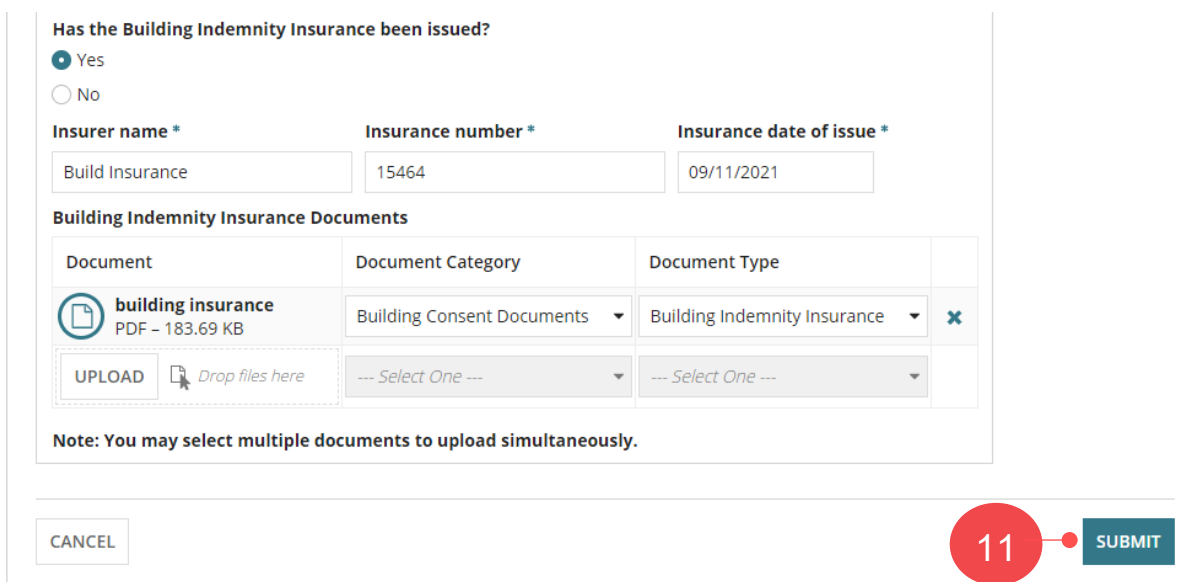 Has the Building Indemnity Insurance been issued?
Yes
No
Insurer name * Insurance number * Insurance date of issue *
Build Insurance 15464 09/11/2021
Building Indemnity Insurance Documents
Document Document Category Document Type
building insurance
PDF – 183.69 KB
Building Consent Documents Building Indemnity Insurance
UPLOAD Drop files here --- Select One --- --- Select One ---
Note: You may select multiple documents to upload simultaneously.
CANCEL 11 SUBMIT